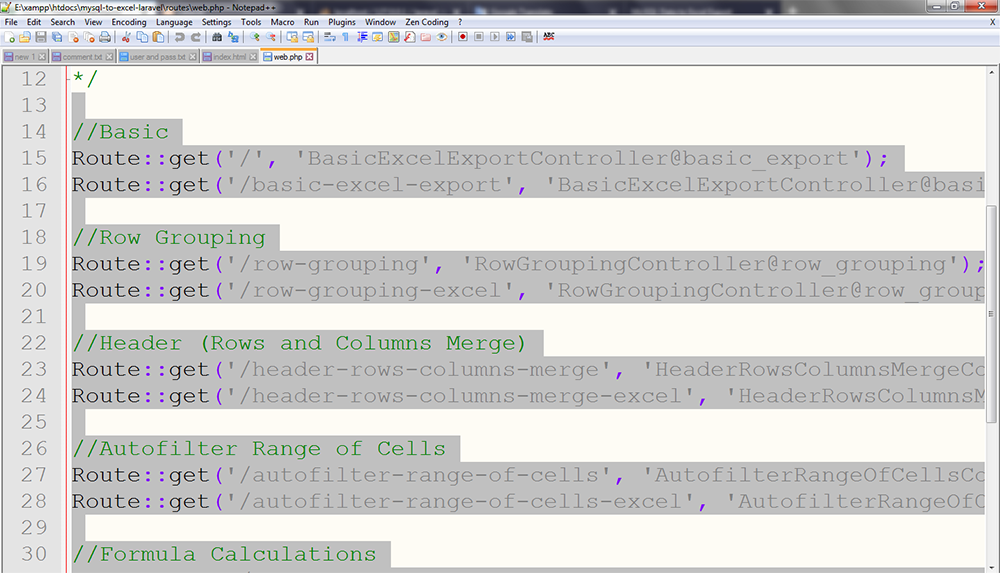 E:\xampp\htdocs\mysql-to-excel-laravel\routes\web.php - Notepad++
File Edit Search View Encoding Language Settings Tools Macro Run Plugins Window Zen Coding ? X
new 1 comment.txt user and pass.txt index.html web.php
12 */
13
14 //Basic
15 Route::get('/', 'BasicExcelExportController@basic_export');
16 Route::get('/basic-excel-export', 'BasicExcelExportController@basi
17
18 //Row Grouping
19 Route::get('/row-grouping', 'RowGroupingController@row_grouping');
20 Route::get('/row-grouping-excel', 'RowGroupingController@row_group
21
22 //Header (Rows and Columns Merge)
23 Route::get('/header-rows-columns-merge', 'HeaderRowsColumnsMergeCo
24 Route::get('/header-rows-columns-merge-excel', 'HeaderRowsColumnsM
25
26 //Autofilter Range of Cells
27 Route::get('/autofilter-range-of-cells', 'AutofilterRangeOfCellsCo
28 Route::get('/autofilter-range-of-cells-excel', 'AutofilterRangeOfC
29
30 //Formula Calculations